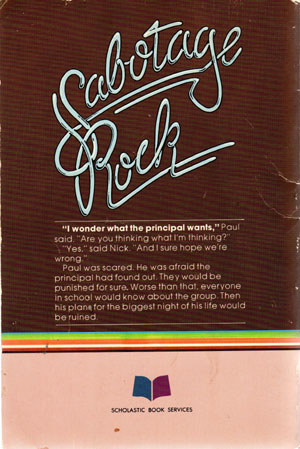 Sabotage
Rock
"I wonder what the principal wants," Paul
said. "Are you thinking what I'm thinking?"
"Yes," said Nick. "And I sure hope we're
wrong."
Paul was scared. He was afraid the
principal had found out. They would be
punished for sure. Worse than that, everyone
in school would know about the group. Then
his plans for the biggest night of his life would
be ruined.
SCHOLASTIC BOOK SERVICES